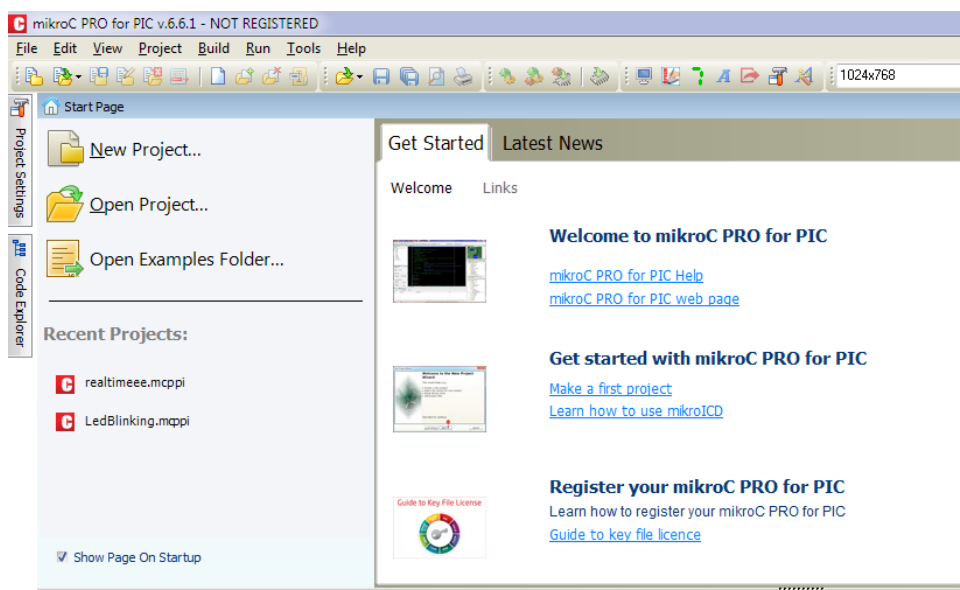 mikroC PRO for PIC v.6.6.1 - NOT REGISTERED
File Edit View Project Build Run Tools Help
1024x768
Start Page
Project Settings
Code Explorer
New Project...
Open Project...
Open Examples Folder...
Recent Projects:
realtimeee.mcppi
LedBlinking.mcppi
Show Page On Startup
Get Started Latest News
Welcome Links
Welcome to mikroC PRO for PIC
mikroC PRO for PIC Help
mikroC PRO for PIC web page
Get started with mikroC PRO for PIC
Make a first project
Learn how to use mikroICD
Guide to Key File License
Register your mikroC PRO for PIC
Learn how to register your mikroC PRO for PIC
Guide to key file licence